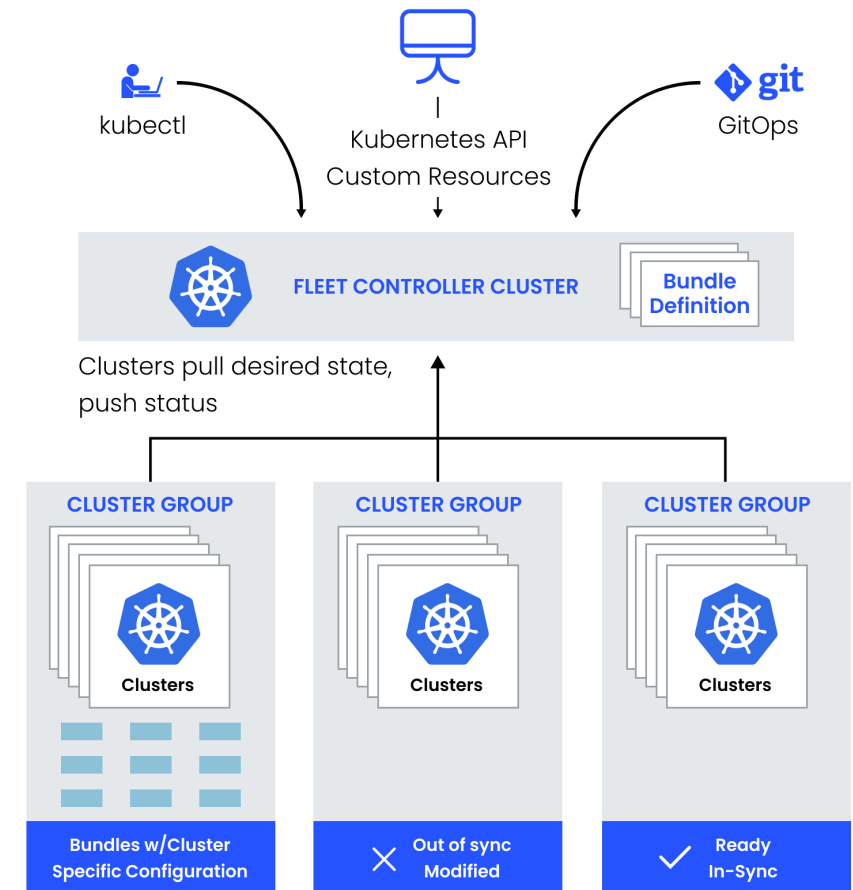 kubectl
Kubernetes API
Custom Resources
git
GitOps
FLEET CONTROLLER CLUSTER
Bundle
Definition
Clusters pull desired state,
push status
CLUSTER GROUP
Clusters
Bundles w/Cluster
Specific Configuration
CLUSTER GROUP
Clusters
Out of sync
Modified
CLUSTER GROUP
Clusters
Ready
In-Sync